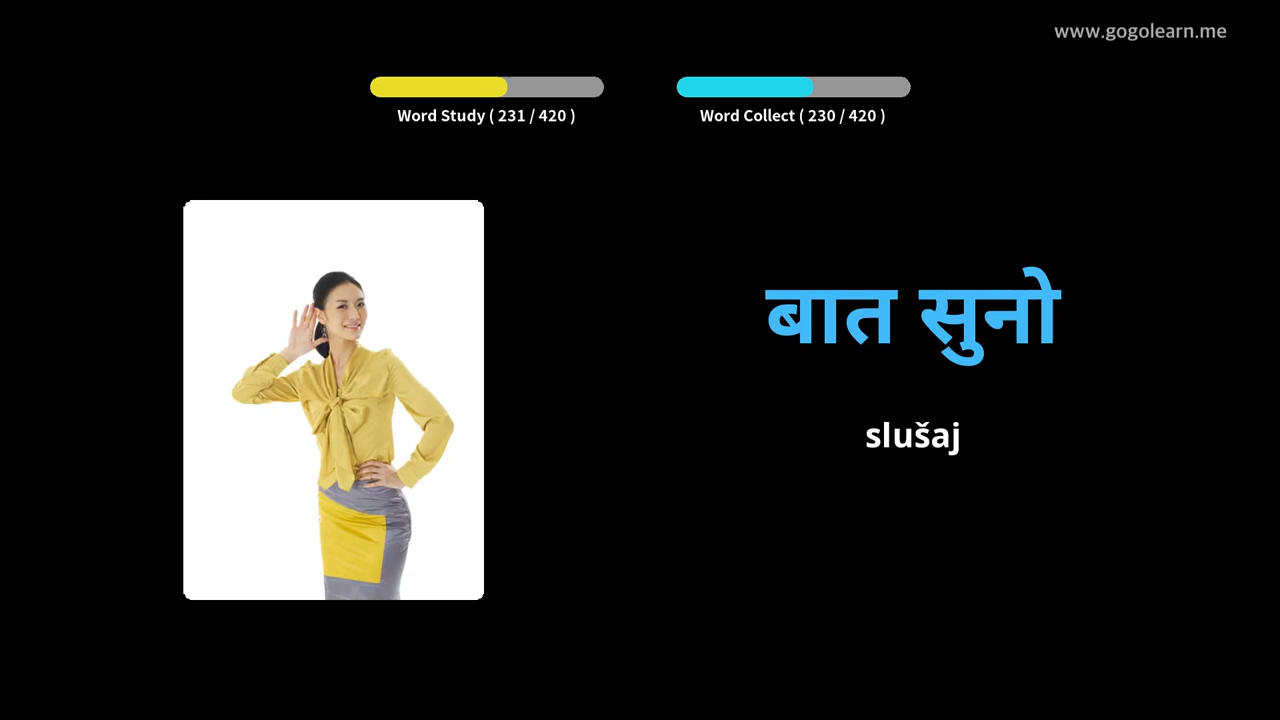 www.gogolearn.me
Word Study ( 231 / 420 )
Word Collect ( 230 / 420 )
बात सुनो
slušaj